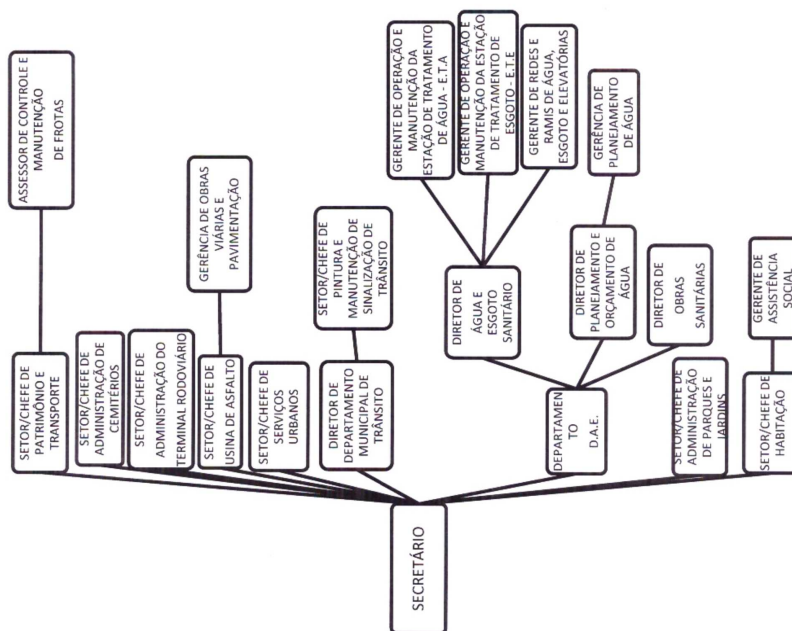 SECRETÁRIO
SETOR/CHEFE DE
PATRIMÔNIO E
TRANSPORTE
ASSESSOR DE CONTROLE E
MANUTENÇÃO
DE FROTAS
SETOR/CHEFE DE
ADMINISTRAÇÃO DE
CEMITÉRIOS
SETOR/CHEFE DE
ADMINISTRAÇÃO DO
TERMINAL RODOVIÁRIO
SETOR/CHEFE DE
USINA DE ASFALTO
GERÊNCIA DE OBRAS
VIÁRIAS E
PAVIMENTAÇÃO
SETOR/CHEFE DE
SERVIÇOS
URBANOS
DIRETOR DE
DEPARTAMENTO
MUNICIPAL DE
TRÂNSITO
SETOR/CHEFE DE
PINTURA E
MANUTENÇÃO DE
SINALIZAÇÃO DE
TRÂNSITO
DEPARTAMEN
TO
D.A.E.
DIRETOR DE
ÁGUA E
ESGOTO
SANITÁRIO
GERENTE DE OPERAÇÃO E
MANUTENÇÃO DA
ESTAÇÃO DE TRATAMENTO
DE ÁGUA - E.T.A
GERENTE DE OPERAÇÃO E
MANUTENÇÃO DA ESTAÇÃO
DE TRATAMENTO DE
ESGOTO - E.T.E
GERENTE DE REDES E
RAMIS DE ÁGUA,
ESGOTO E ELEVATÓRIAS
DIRETOR DE
PLANEJAMENTO E
ORÇAMENTO DE
ÁGUA
GERÊNCIA DE
PLANEJAMENTO
DE ÁGUA
DIRETOR DE
OBRAS
SANITÁRIAS
SETOR/CHEFE DE
ADMINISTRAÇÃO
DE PARQUES E
JARDINS
SETOR/CHEFE DE
HABITAÇÃO
GERENTE DE
ASSISTÊNCIA
SOCIAL